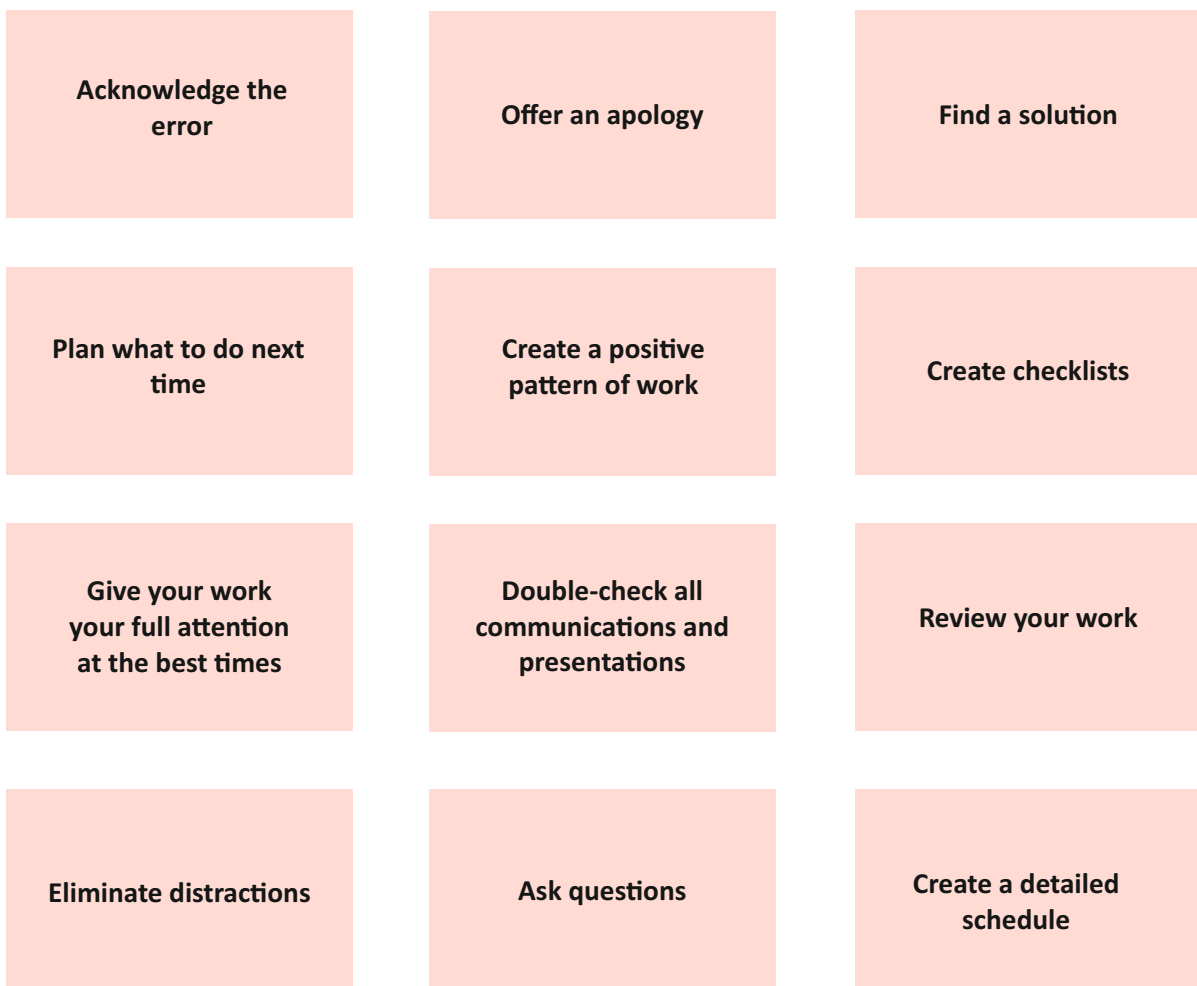 Acknowledge the
error
Offer an apology
Find a solution
Plan what to do next
time
Create a positive
pattern of work
Create checklists
Give your work
your full attention
at the best times
Double-check all
communications and
presentations
Review your work
Eliminate distractions
Ask questions
Create a detailed
schedule